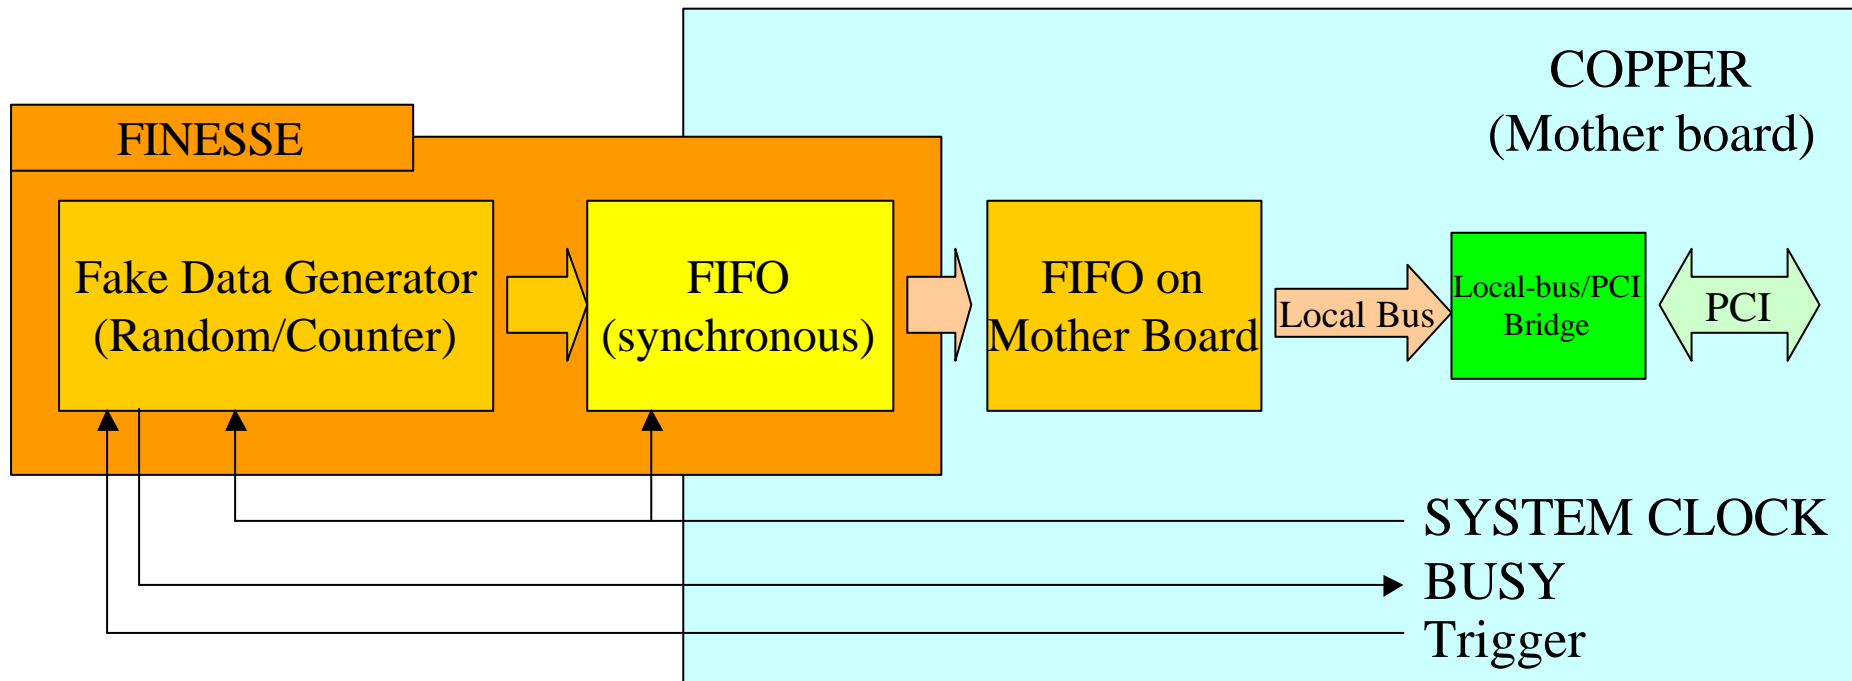 COPPER
(Mother board)
FINESSE
Fake Data Generator
(Random/Counter)
FIFO
(synchronous)
FIFO on
Mother Board
Local Bus
Local-bus/PCI
Bridge
PCI
SYSTEM CLOCK
BUSY
Trigger